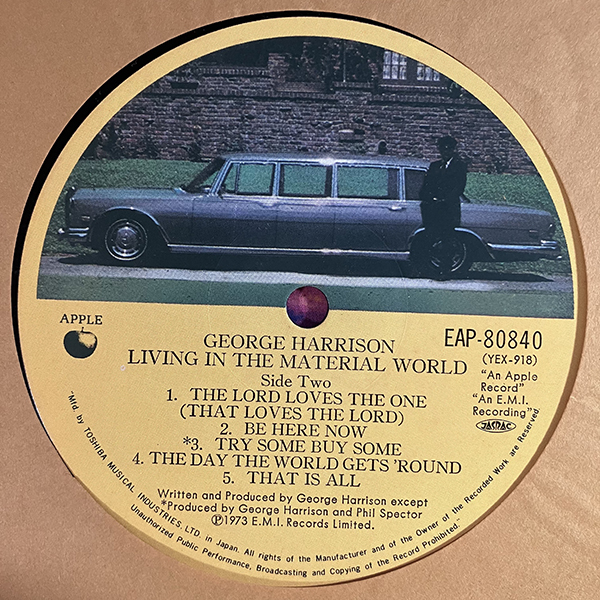 APPLE
GEORGE HARRISON
LIVING IN THE MATERIAL WORLD
Side Two
1. THE LORD LOVES THE ONE
(THAT LOVES THE LORD)
2. BE HERE NOW
*3. TRY SOME BUY SOME
4. THE DAY THE WORLD GETS 'ROUND
5. THAT IS ALL
Written and Produced by George Harrison except
*Produced by George Harrison and Phil Spector
℗1973 E.M.I. Records Limited.
EAP-80840
(YEX-918)
"An Apple
Record"
"An E.M.I.
Recording"
JASRAC
"Mfd. by TOSHIBA MUSICAL INDUSTRIES, LTD. in Japan. All rights of the Manufacturer and of the Owner of the Recorded Work are Reserved.
Unauthorized Public Performance, Broadcasting and Copying of the Record Prohibited."